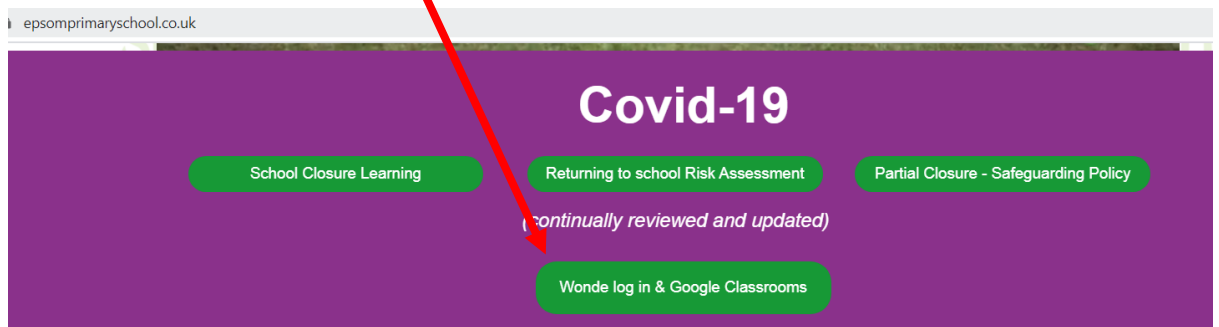 epsomprimaryschool.co.uk
Covid-19
School Closure Learning
Returning to school Risk Assessment
Partial Closure - Safeguarding Policy
(continually reviewed and updated)
Wonde log in & Google Classrooms